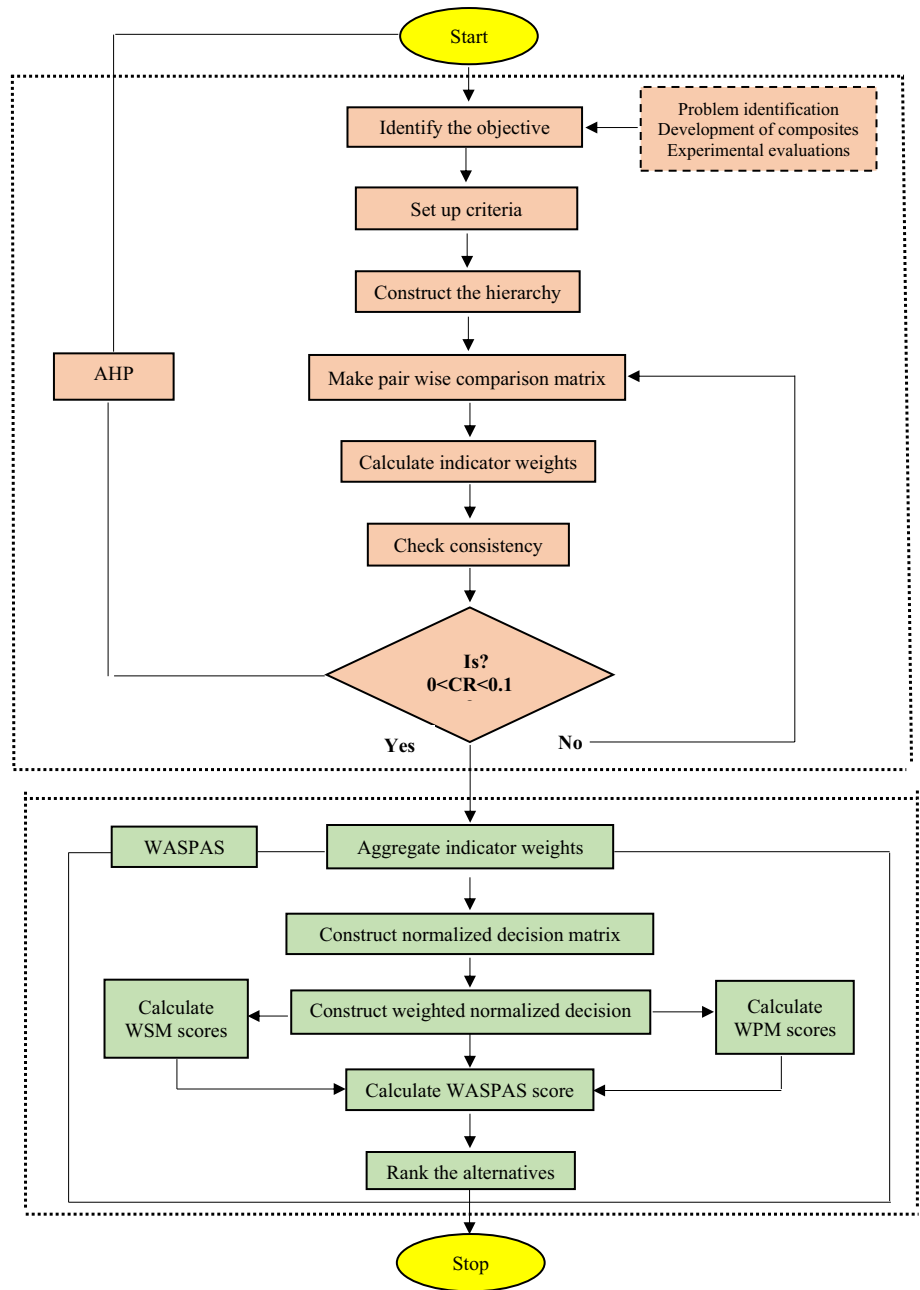 Start
Identify the objective
Problem identification
Development of composites
Experimental evaluations
Set up criteria
Construct the hierarchy
AHP
Make pair wise comparison matrix
Calculate indicator weights
Check consistency
Is?
0<CR<0.1
Yes
No
WASPAS
Aggregate indicator weights
Construct normalized decision matrix
Calculate
WSM scores
Construct weighted normalized decision
Calculate
WPM scores
Calculate WASPAS score
Rank the alternatives
Stop